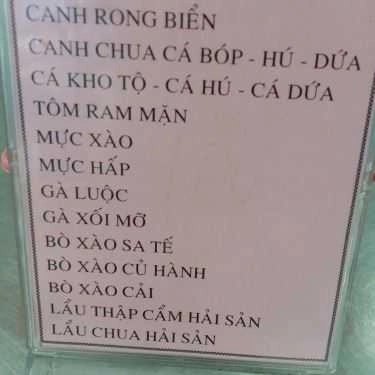 CANH RONG BIỂN
CANH CHUA CÁ BÓP - HÚ - DỨA
CÁ KHO TỘ - CÁ HÚ - CÁ DỨA
TÔM RAM MẶN
MỰC XÀO
MỰC HẤP
GÀ LUỘC
GÀ XỐI MỠ
BÒ XÀO SA TẾ
BÒ XÀO CỦ HÀNH
BÒ XÀO CẢI
LẨU THẬP CẨM HẢI SẢN
LẨU CHUA HẢI SẢN